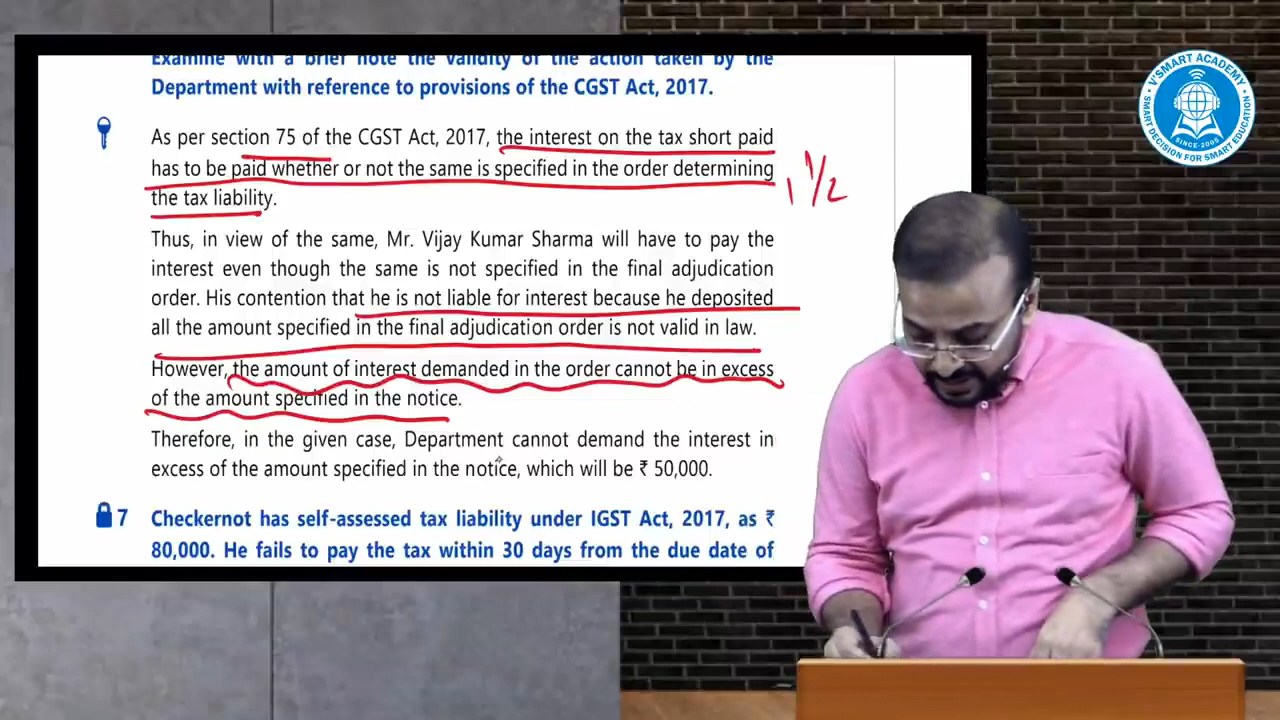 Examine with a brief note the validity of the action taken by the
Department with reference to provisions of the CGST Act, 2017.
As per section 75 of the CGST Act, 2017, the interest on the tax short paid
has to be paid whether or not the same is specified in the order determining
the tax liability.
1 1/2
Thus, in view of the same, Mr. Vijay Kumar Sharma will have to pay the
interest even though the same is not specified in the final adjudication
order. His contention that he is not liable for interest because he deposited
all the amount specified in the final adjudication order is not valid in law.
However, the amount of interest demanded in the order cannot be in excess
of the amount specified in the notice.
Therefore, in the given case, Department cannot demand the interest in
excess of the amount specified in the notice, which will be ₹ 50,000.
7 Checkernot has self-assessed tax liability under IGST Act, 2017, as ₹
80,000. He fails to pay the tax within 30 days from the due date of
V'SMART ACADEMY
SINCE-2005
SMART DECISION FOR SMART EDUCATION